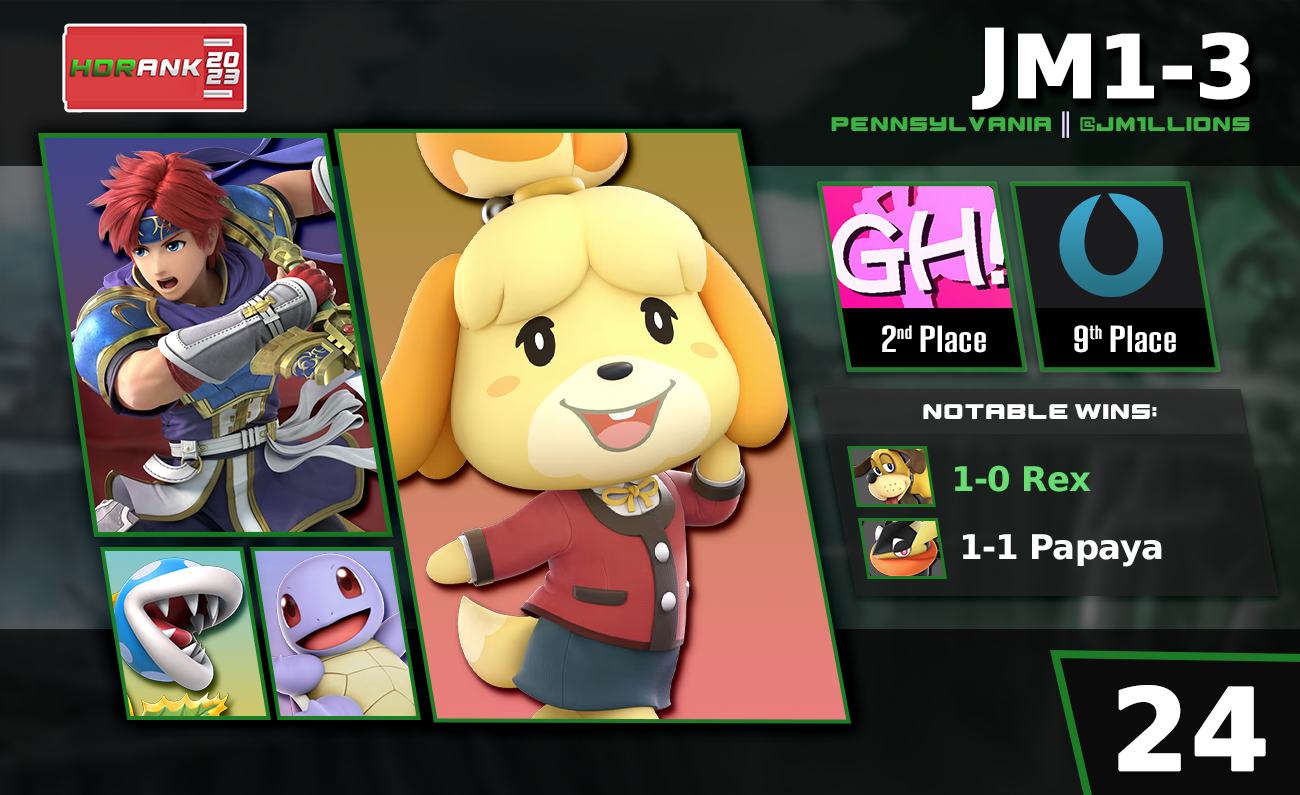 HDRANK 2023
JM1-3
PENNSYLVANIA || @JM1LLIONS
GH!
2nd Place
9th Place
NOTABLE WINS:
1-0 Rex
1-1 Papaya
24